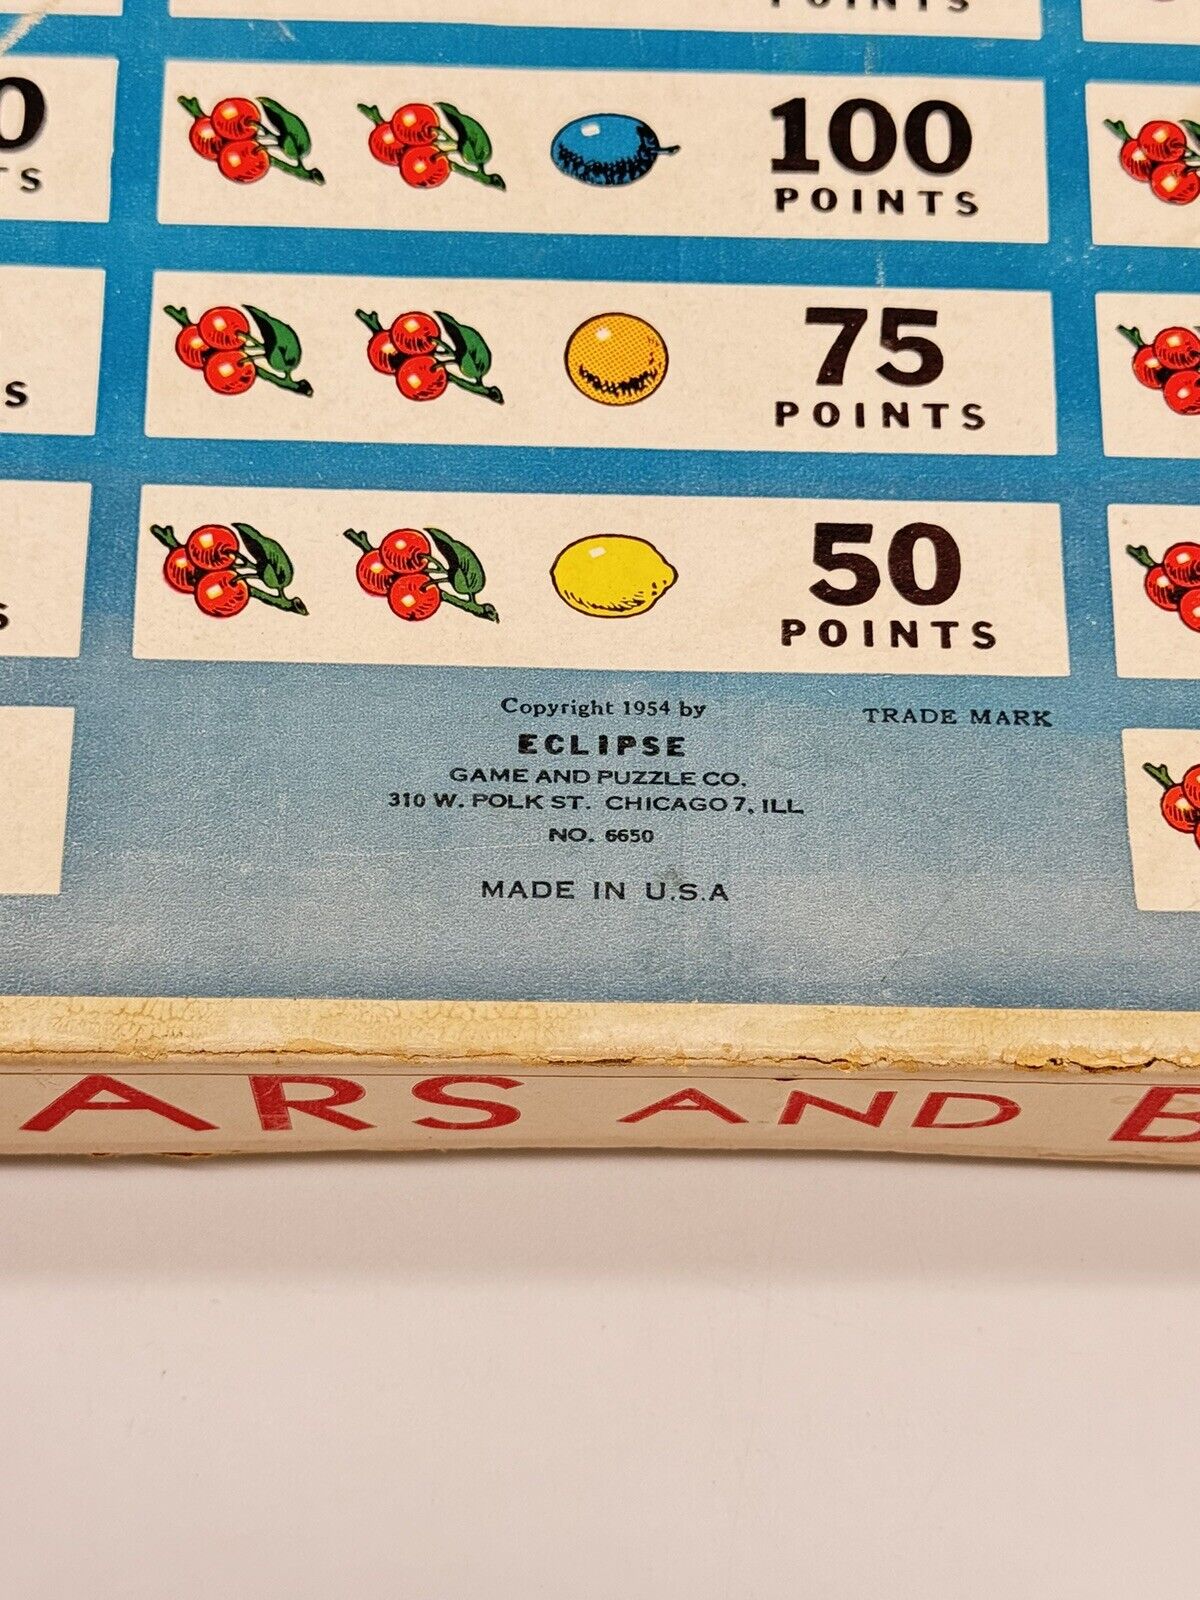 POINTS
100
POINTS
75
POINTS
50
POINTS
Copyright 1954 by
TRADE MARK
ECLIPSE
GAME AND PUZZLE CO.
310 W. POLK ST. CHICAGO 7, ILL
NO. 6650
MADE IN U.S.A
ARS AND B